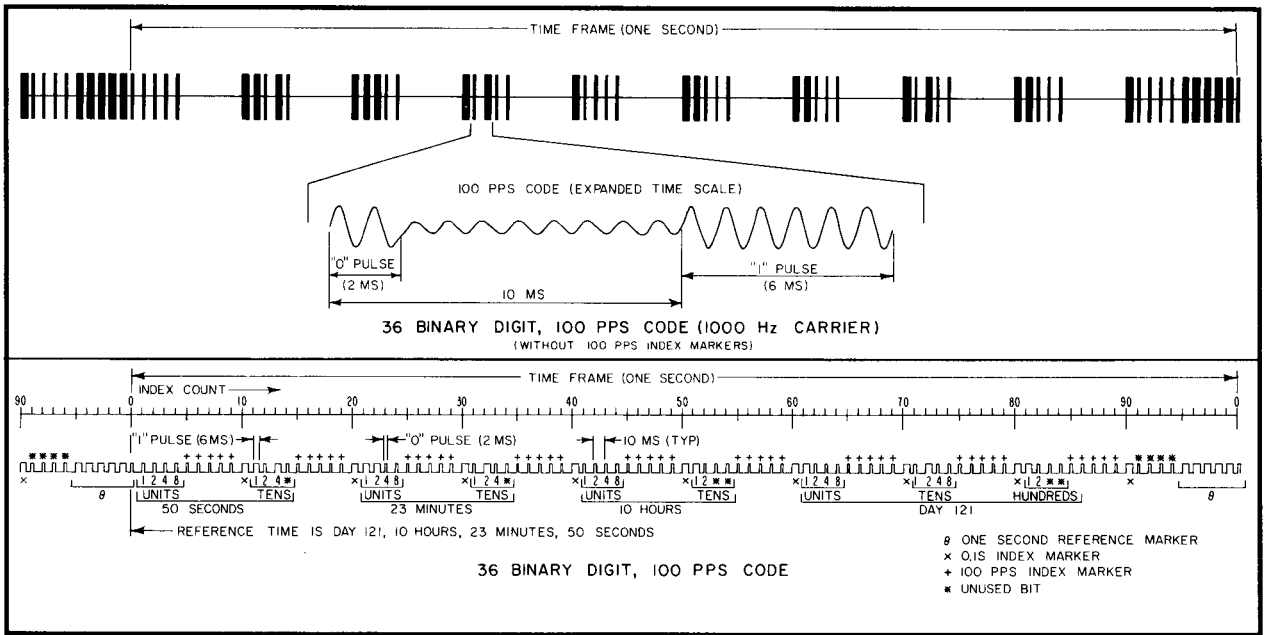 TIME FRAME (ONE SECOND)
100 PPS CODE (EXPANDED TIME SCALE)
"0" PULSE
(2 MS)
"1" PULSE
(6 MS)
10 MS
36 BINARY DIGIT, 100 PPS CODE (1000 Hz CARRIER)
(WITHOUT 100 PPS INDEX MARKERS)
TIME FRAME (ONE SECOND)
INDEX COUNT
90 0 10 20 30 40 50 60 70 80 90 0
"1" PULSE (6 MS) "0" PULSE (2 MS) 10 MS (TYP)
* * * * + + + + + + + + + + + + + + + + + + + + + + + + + + + + + + + + + + + + + + + + + + + + + * * * *
× 1 2 4 8 × 1 2 4 * × 1 2 4 8 × 1 2 4 * × 1 2 4 8 × 1 2 * * × 1 2 4 8 × 1 2 4 8 × 1 2 * * ×
θ UNITS TENS UNITS TENS UNITS TENS UNITS TENS HUNDREDS θ
50 SECONDS 23 MINUTES 10 HOURS DAY 121
REFERENCE TIME IS DAY 121, 10 HOURS, 23 MINUTES, 50 SECONDS
36 BINARY DIGIT, 100 PPS CODE
θ ONE SECOND REFERENCE MARKER
× 0.1S INDEX MARKER
+ 100 PPS INDEX MARKER
* UNUSED BIT